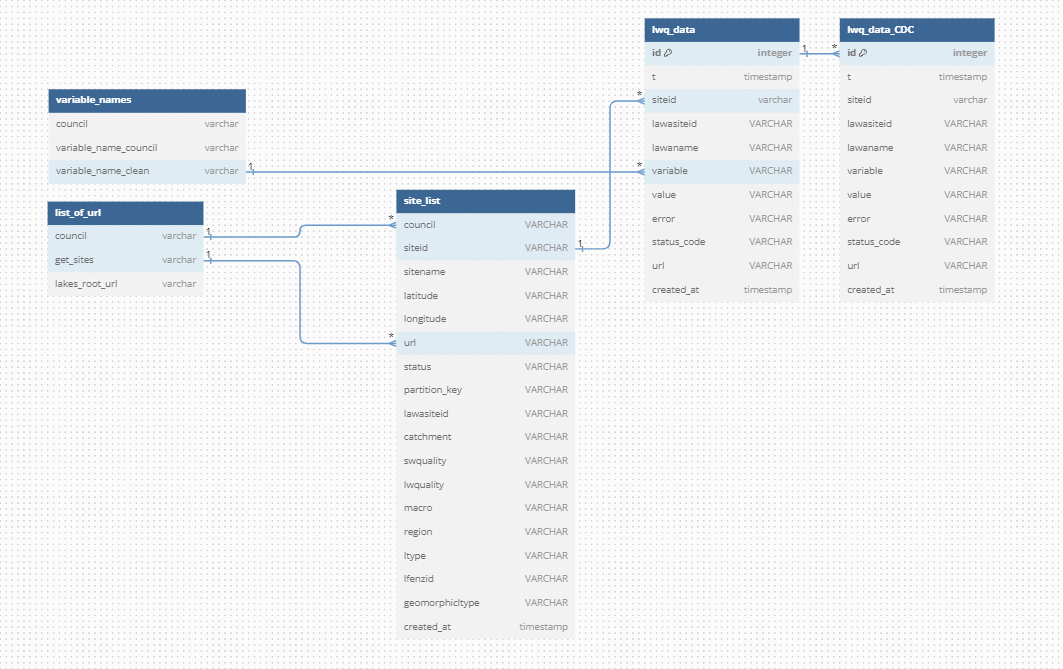 lwq_data
id integer
t timestamp
siteid varchar
lawasiteid VARCHAR
lawaname VARCHAR
variable VARCHAR
value VARCHAR
error VARCHAR
status_code VARCHAR
url VARCHAR
created_at timestamp
lwq_data_CDC
id integer
t timestamp
siteid varchar
lawasiteid VARCHAR
lawaname VARCHAR
variable VARCHAR
value VARCHAR
error VARCHAR
status_code VARCHAR
url VARCHAR
created_at timestamp
1 *
variable_names
council varchar
variable_name_council varchar
variable_name_clean varchar
1 *
list_of_url
council varchar
get_sites varchar
lakes_root_url varchar
1 *
1 *
site_list
council VARCHAR
siteid VARCHAR
sitename VARCHAR
latitude VARCHAR
longitude VARCHAR
url VARCHAR
status VARCHAR
partition_key VARCHAR
lawasiteid VARCHAR
catchment VARCHAR
swquality VARCHAR
lwquality VARCHAR
macro VARCHAR
region VARCHAR
ltype VARCHAR
lfenzid VARCHAR
geomorphicltype VARCHAR
created_at timestamp
1 *